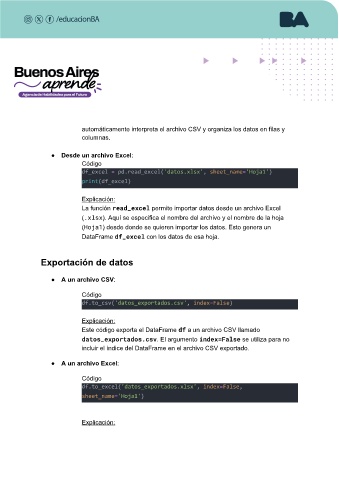 /educacionBA
BA
Buenos Aires
aprende
Agencia de Habilidades para el Futuro
automáticamente interpreta el archivo CSV y organiza los datos en filas y
columnas.
● Desde un archivo Excel:
Código
df_excel = pd.read_excel('datos.xlsx', sheet_name='Hoja1')
print(df_excel)
Explicación:
La función read_excel permite importar datos desde un archivo Excel
(.xlsx). Aquí se especifica el nombre del archivo y el nombre de la hoja
(Hoja1) desde donde se quieren importar los datos. Esto genera un
DataFrame df_excel con los datos de esa hoja.
Exportación de datos
● A un archivo CSV:
Código
df.to_csv('datos_exportados.csv', index=False)
Explicación:
Este código exporta el DataFrame df a un archivo CSV llamado
datos_exportados.csv. El argumento index=False se utiliza para no
incluir el índice del DataFrame en el archivo CSV exportado.
● A un archivo Excel:
Código
df.to_excel('datos_exportados.xlsx', index=False,
sheet_name='Hoja1')
Explicación: